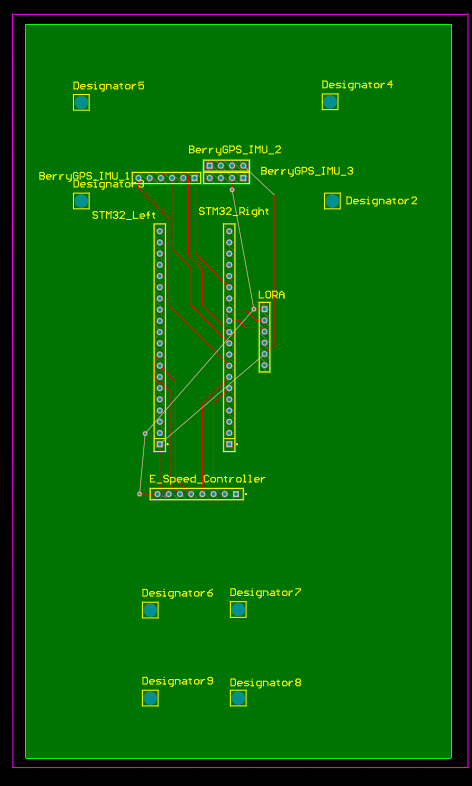 Designator5
Designator4
BerryGPS_IMU_2
BerryGPS_IMU_1
BerryGPS_IMU_3
Designator3
Designator2
STM32_Left
STM32_Right
LORA
E_Speed_Controller
Designator6
Designator7
Designator9
Designator8